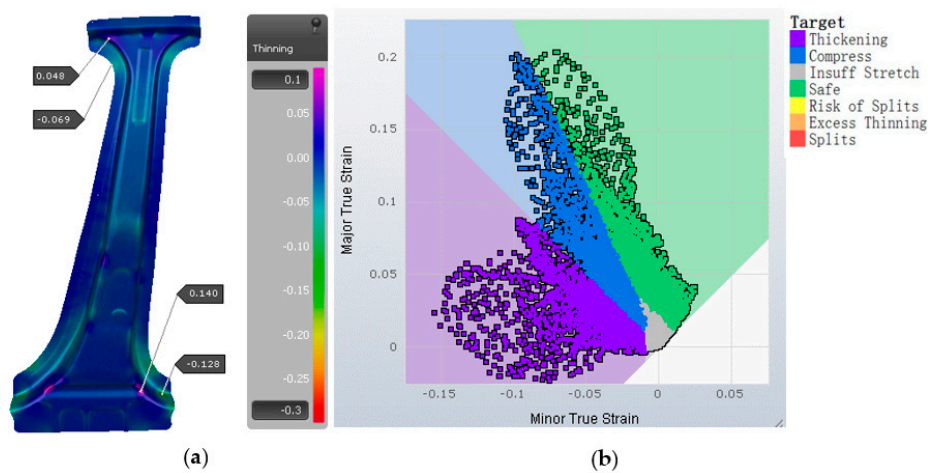 0.048
-0.069
0.140
-0.128
(a)
Thinning
0.1
0.05
0.00
-0.05
-0.10
-0.15
-0.20
-0.25
-0.3
Major True Strain
0.2
0.15
0.1
0.05
0
-0.15
-0.1
-0.05
0
0.05
Minor True Strain
(b)
Target
Thickening
Compress
Insuff Stretch
Safe
Risk of Splits
Excess Thinning
Splits